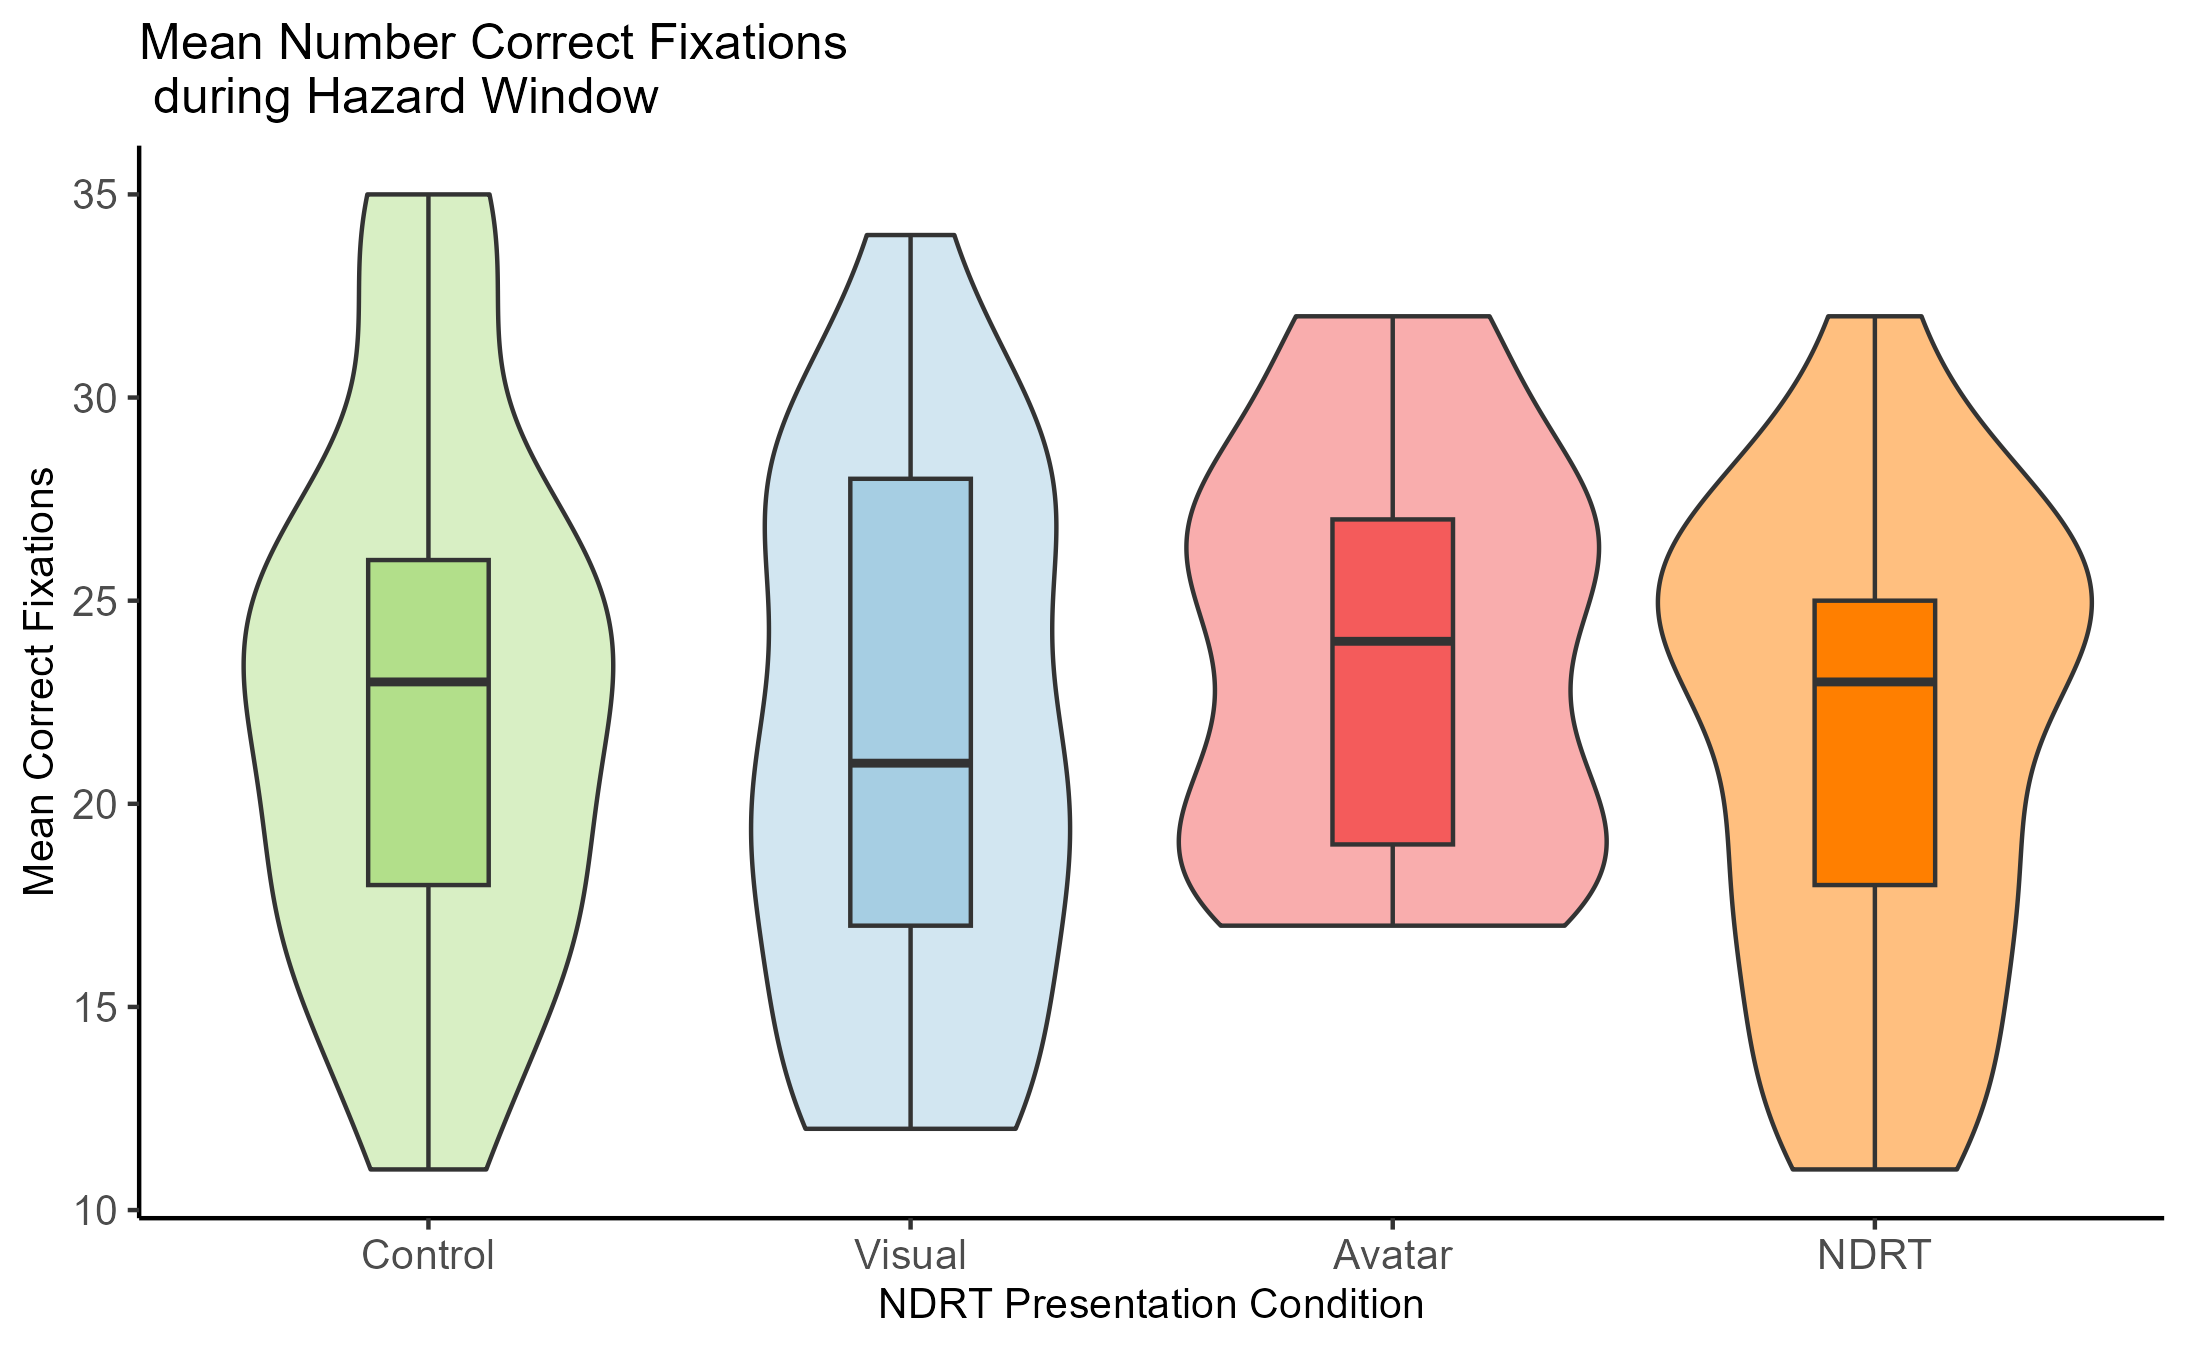 Mean Number Correct Fixations
during Hazard Window
Mean Correct Fixations
35
30
25
20
15
10
Control Visual Avatar NDRT
NDRT Presentation Condition